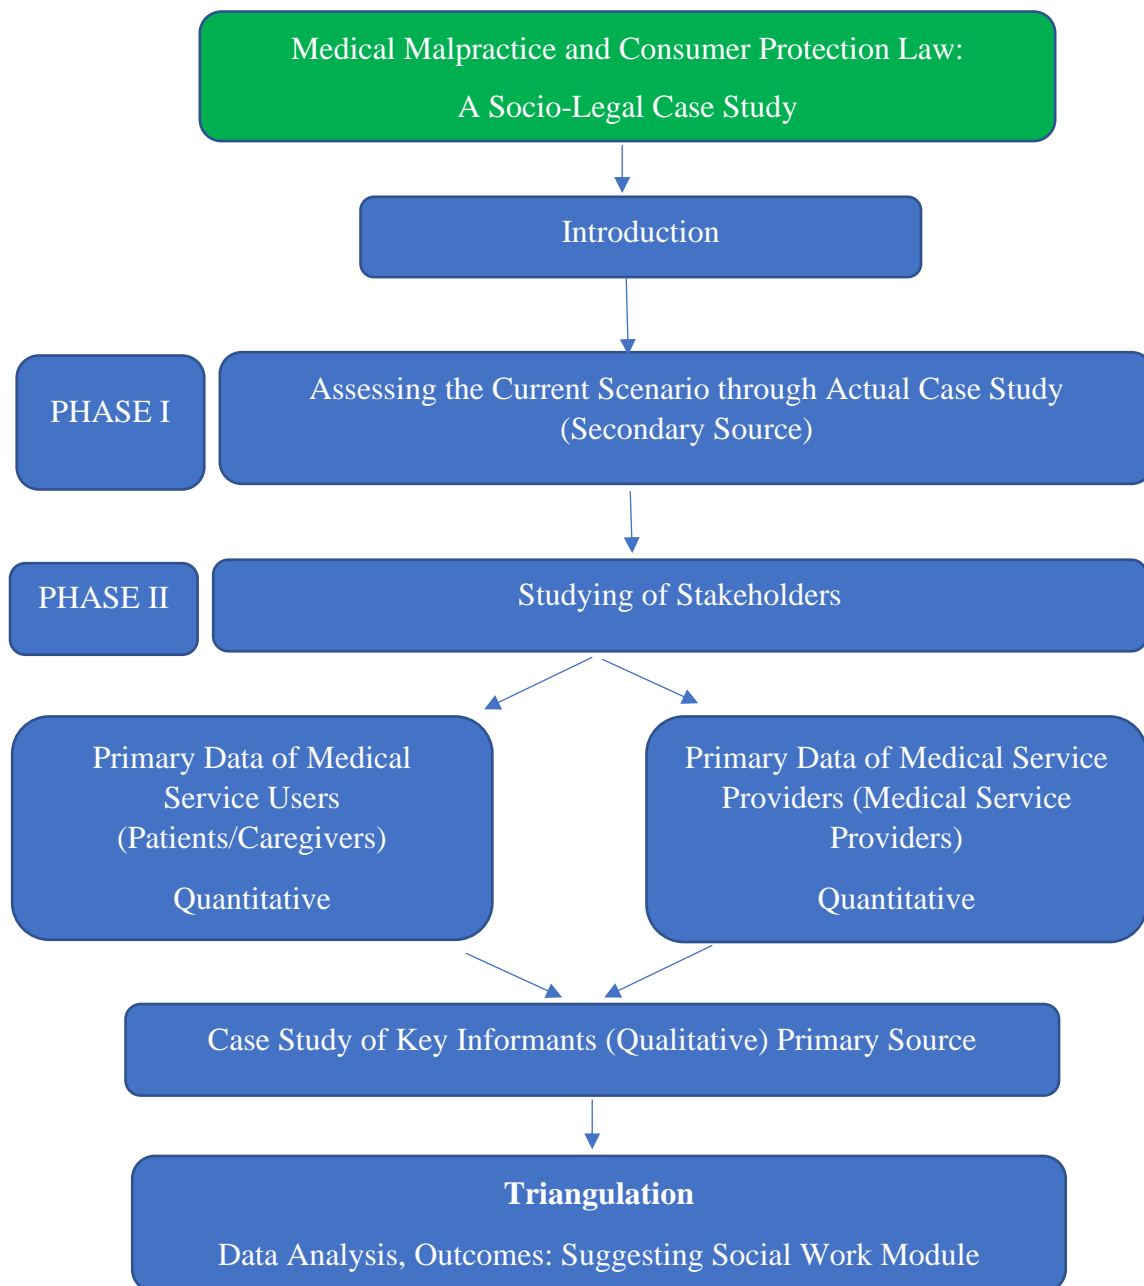 Medical Malpractice and Consumer Protection Law:
A Socio-Legal Case Study
Introduction
PHASE I
Assessing the Current Scenario through Actual Case Study
(Secondary Source)
PHASE II
Studying of Stakeholders
Primary Data of Medical
Service Users
(Patients/Caregivers)
Quantitative
Primary Data of Medical Service
Providers (Medical Service
Providers)
Quantitative
Case Study of Key Informants (Qualitative) Primary Source
Triangulation
Data Analysis, Outcomes: Suggesting Social Work Module